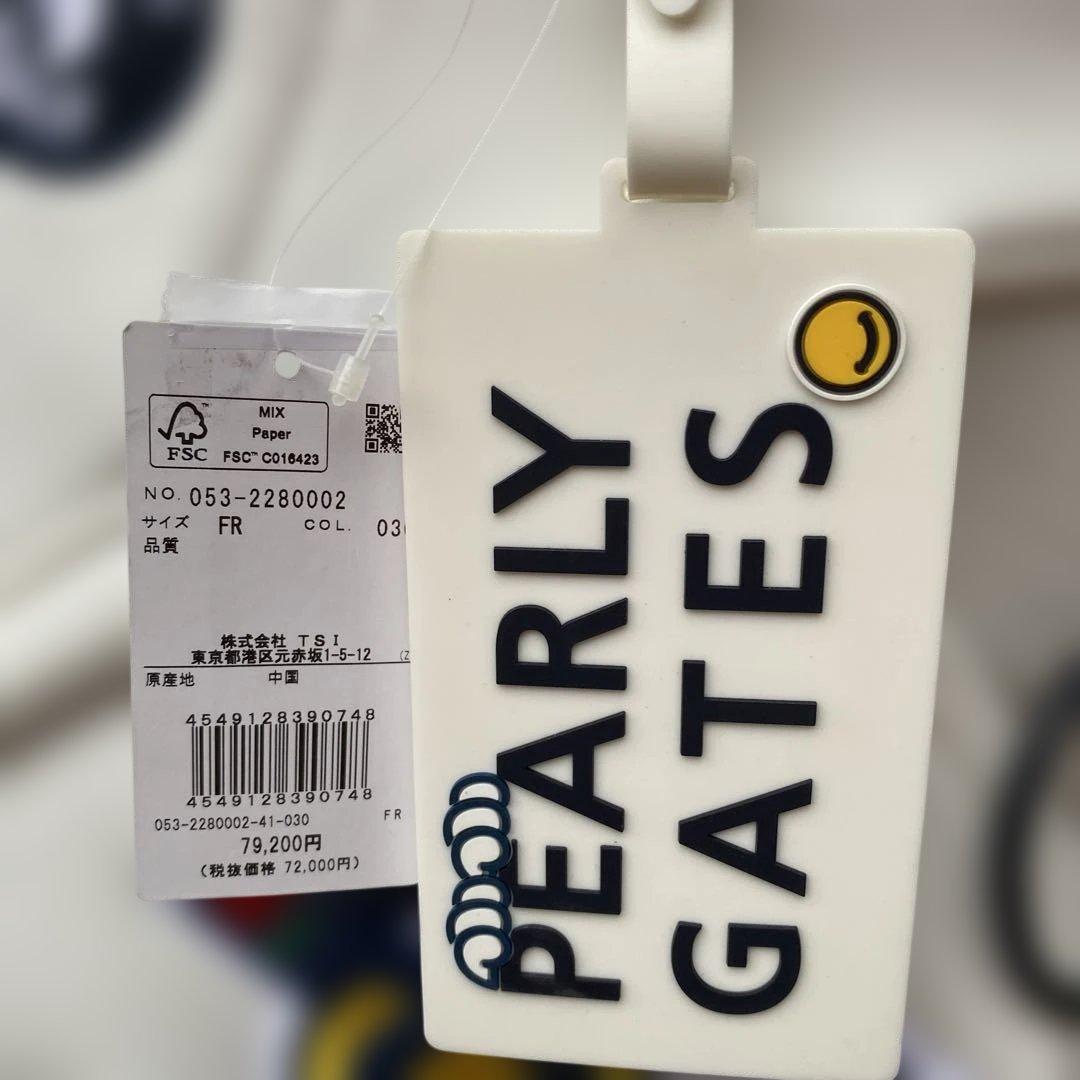 MIX
Paper
FSC™ C016423
FSC
NO. 053-2280002
サイズ FR COL. 030
品質
株式会社 TSI
東京都港区元赤坂1-5-12
原産地 中国
4549128390748
4549128390748
053-2280002-41-030 FR
79,200円
(税抜価格 72,000円)
PEARLY
GATES